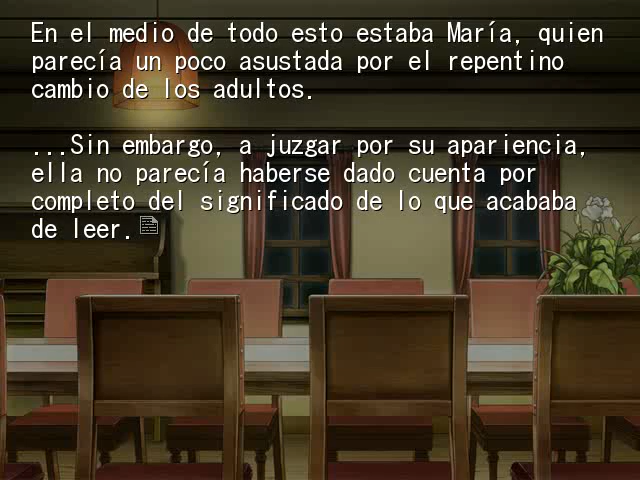 En el medio de todo esto estaba María, quien
parecía un poco asustada por el repentino
cambio de los adultos.
...Sin embargo, a juzgar por su apariencia,
ella no parecía haberse dado cuenta por
completo del significado de lo que acababa
de leer.